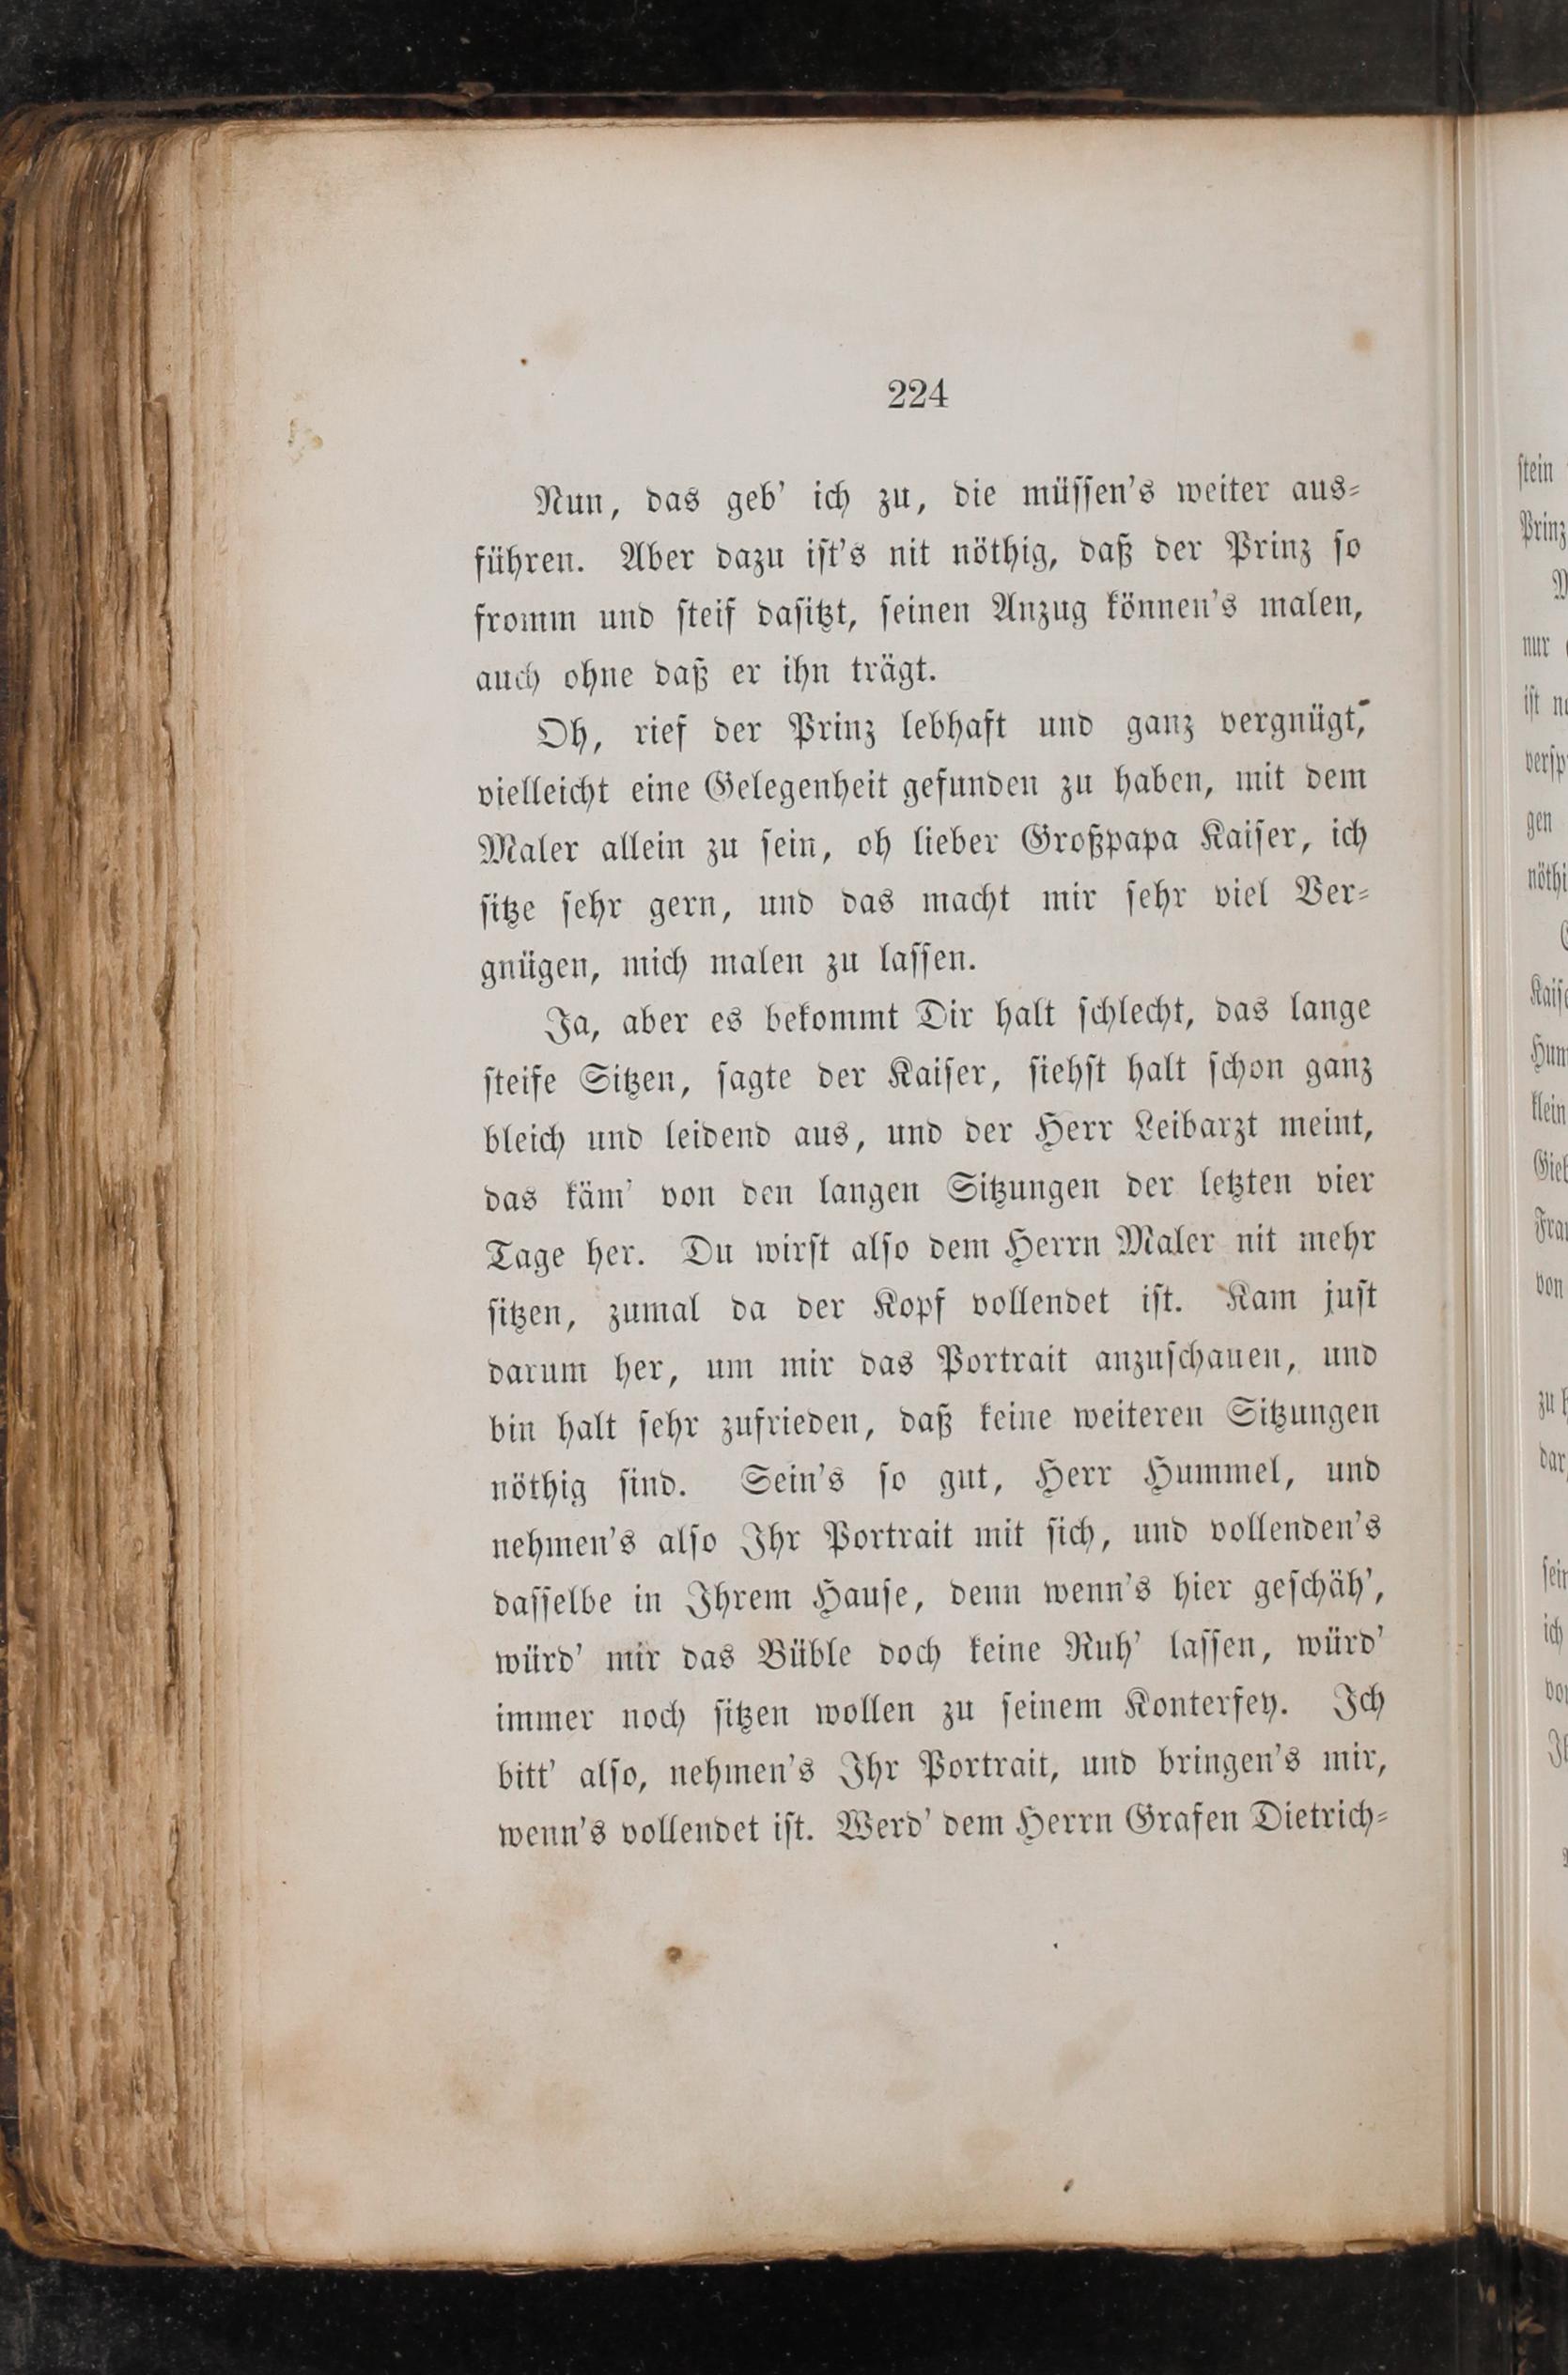 224
Nun, das geb' ich zu, die müssen's weiter aus-
führen. Aber dazu ist's nit nöthig, daß der Prinz so
fromm und steif dasitzt, seinen Anzug können's malen,
auch ohne daß er ihn trägt.
Oh, rief der Prinz lebhaft und ganz vergnügt,
vielleicht eine Gelegenheit gefunden zu haben, mit dem
Maler allein zu sein, oh lieber Großpapa Kaiser, ich
sitze sehr gern, und das macht mir sehr viel Ver-
gnügen, mich malen zu lassen.
Ja, aber es bekommt Dir halt schlecht, das lange
steife Sitzen, sagte der Kaiser, siehst halt schon ganz
bleich und leidend aus, und der Herr Leibarzt meint,
das käm' von den langen Sitzungen der letzten vier
Tage her. Du wirst also dem Herrn Maler nit mehr
sitzen, zumal da der Kopf vollendet ist. Kam just
darum her, um mir das Portrait anzuschauen, und
bin halt sehr zufrieden, daß keine weiteren Sitzungen
nöthig sind. Sein's so gut, Herr Hummel, und
nehmen's also Ihr Portrait mit sich, und vollenden's
dasselbe in Ihrem Hause, denn wenn's hier geschäh',
würd' mir das Büble doch keine Ruh' lassen, würd'
immer noch sitzen wollen zu seinem Konterfey. Ich
bitt' also, nehmen's Ihr Portrait, und bringen's mir,
wenn's vollendet ist. Werd' dem Herrn Grafen Dietrich-
stein
Prinz
nur
ist
gen
von
zu
ich